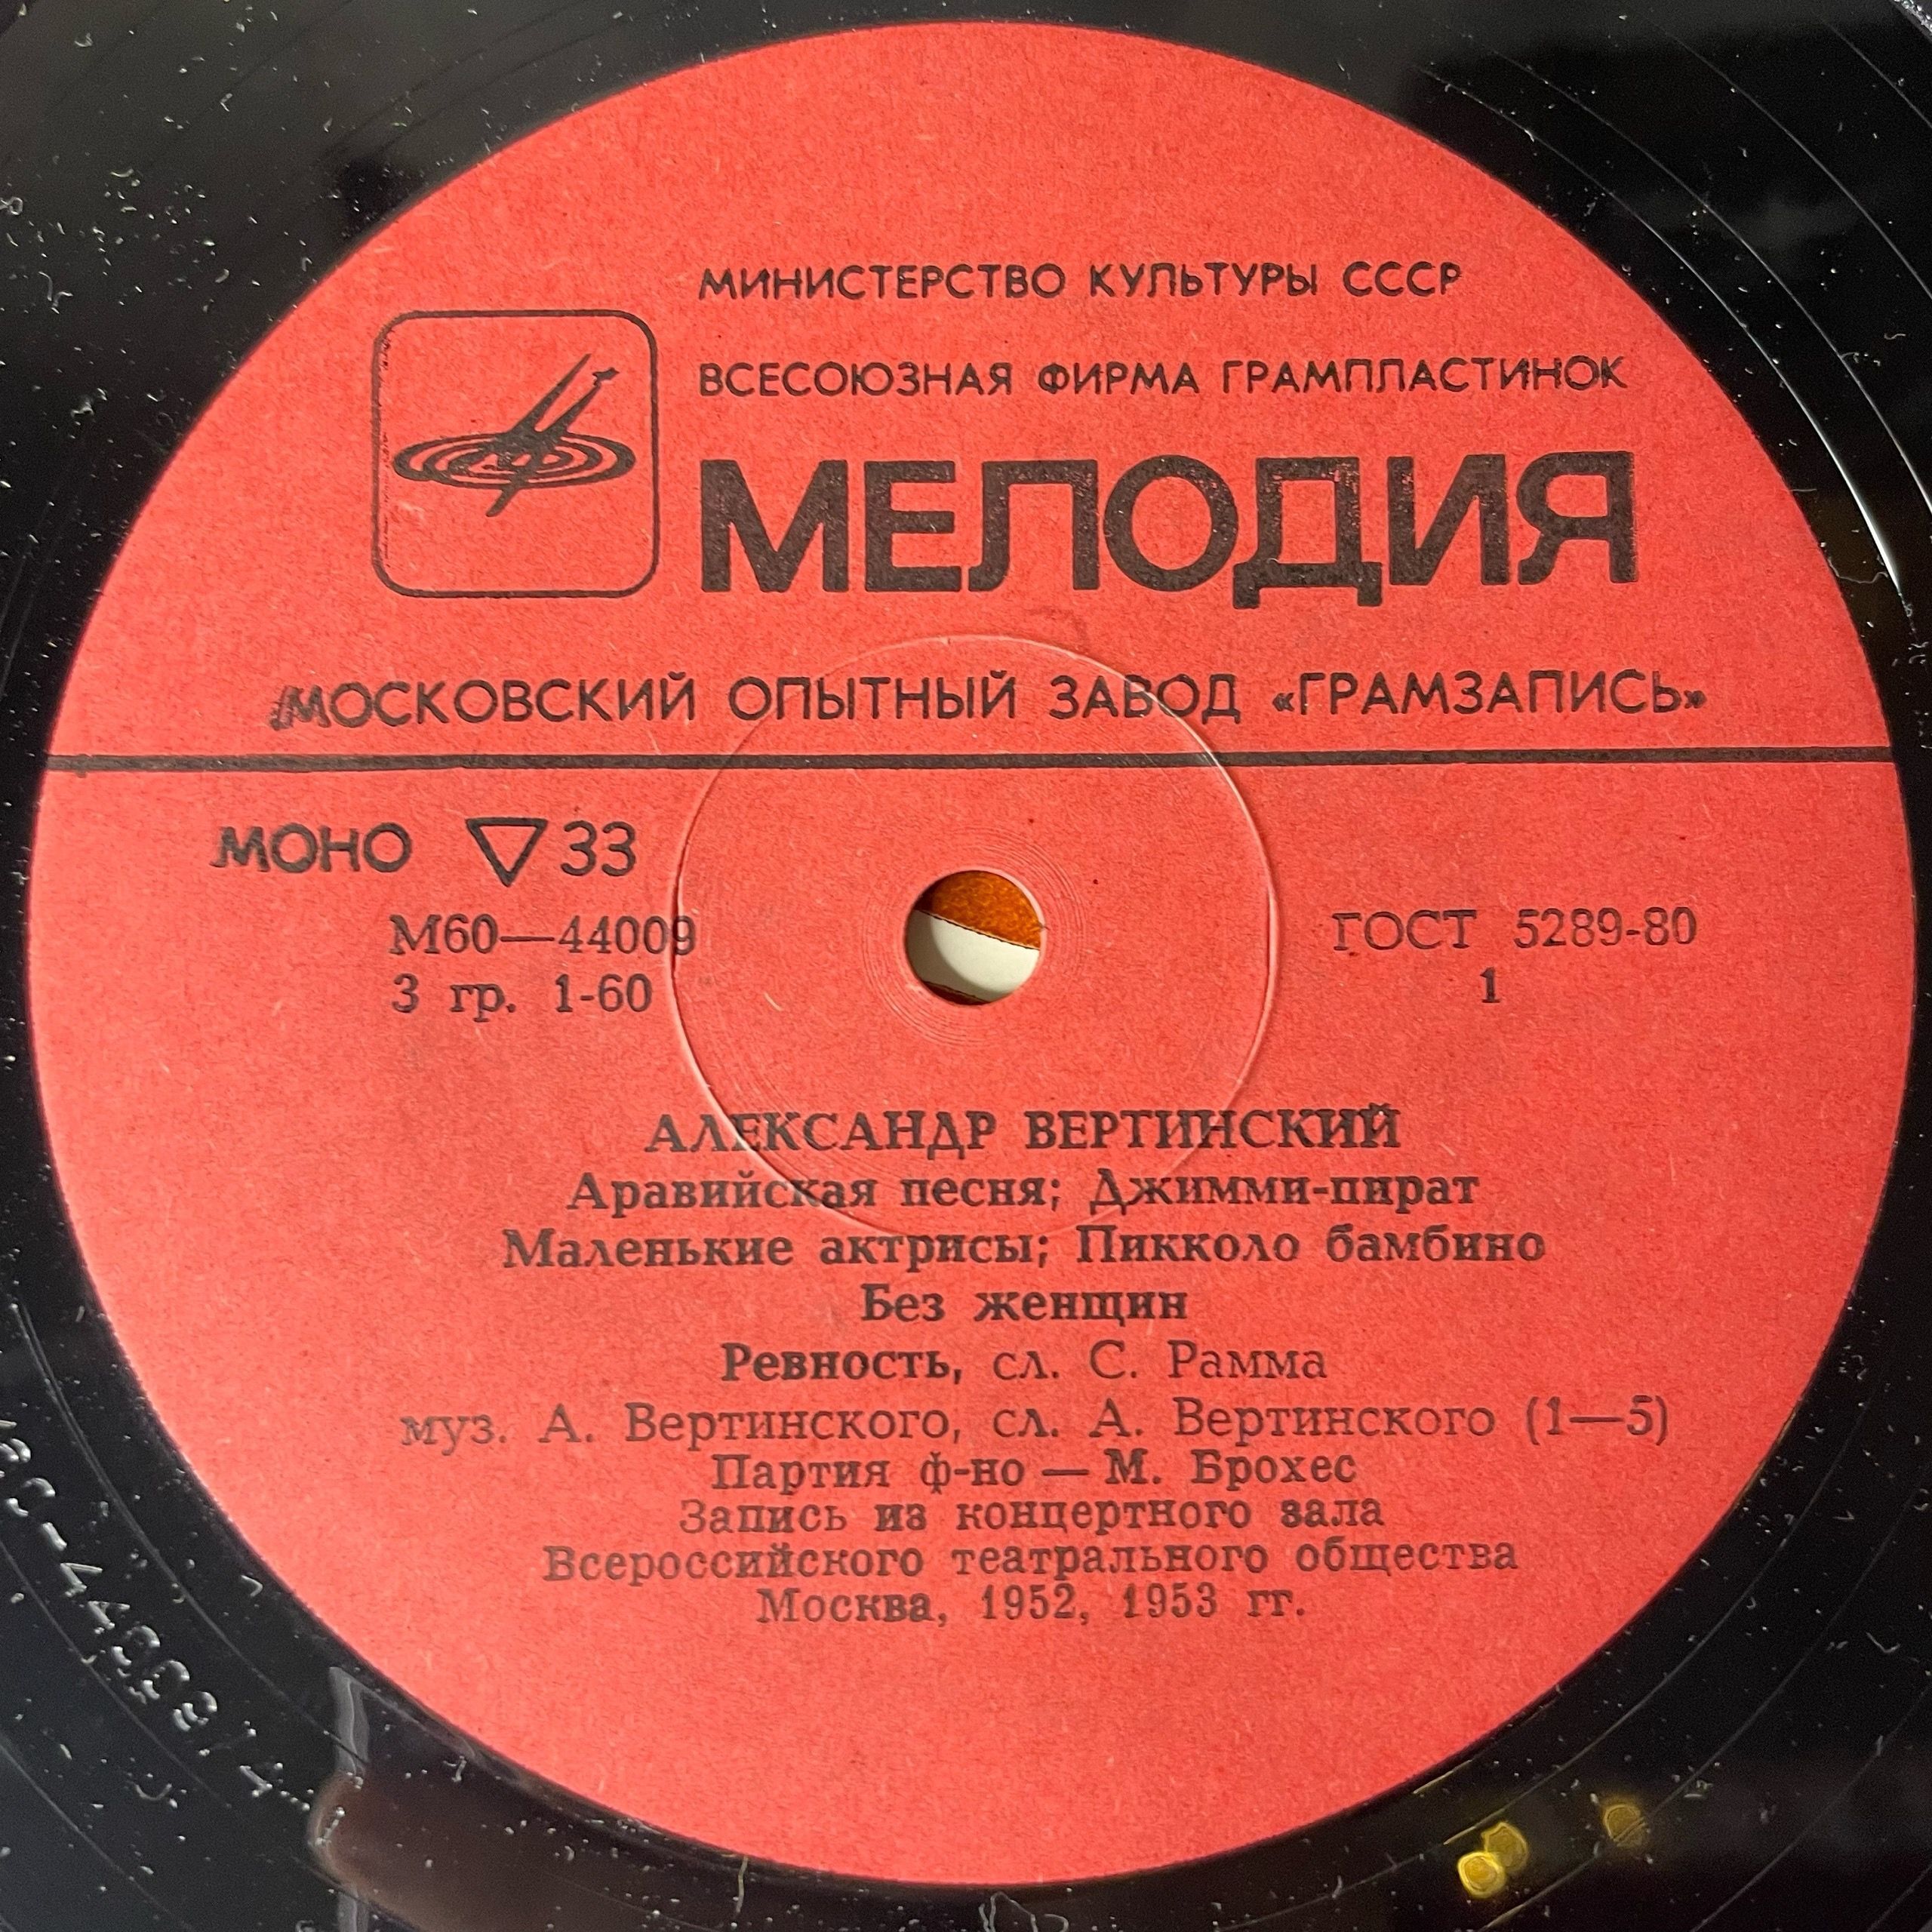 МИНИСТЕРСТВО КУЛЬТУРЫ СССР
ВСЕСОЮЗНАЯ ФИРМА ГРАМПЛАСТИНОК
МЕЛОДИЯ
МОСКОВСКИЙ ОПЫТНЫЙ ЗАВОД «ГРАМЗАПИСЬ»
МОНО ▽33
М60—44009
3 гр. 1-60
ГОСТ 5289-80
1
АЛЕКСАНДР ВЕРТИНСКИЙ
Аравийская песня; Джимми-пират
Маленькие актрисы; Пикколо бамбино
Без женщин
Ревность, сл. С. Рамма
муз. А. Вертинского, сл. А. Вертинского (1—5)
Партия ф-но — М. Брохес
Запись из концертного зала
Всероссийского театрального общества
Москва, 1952, 1953 гг.